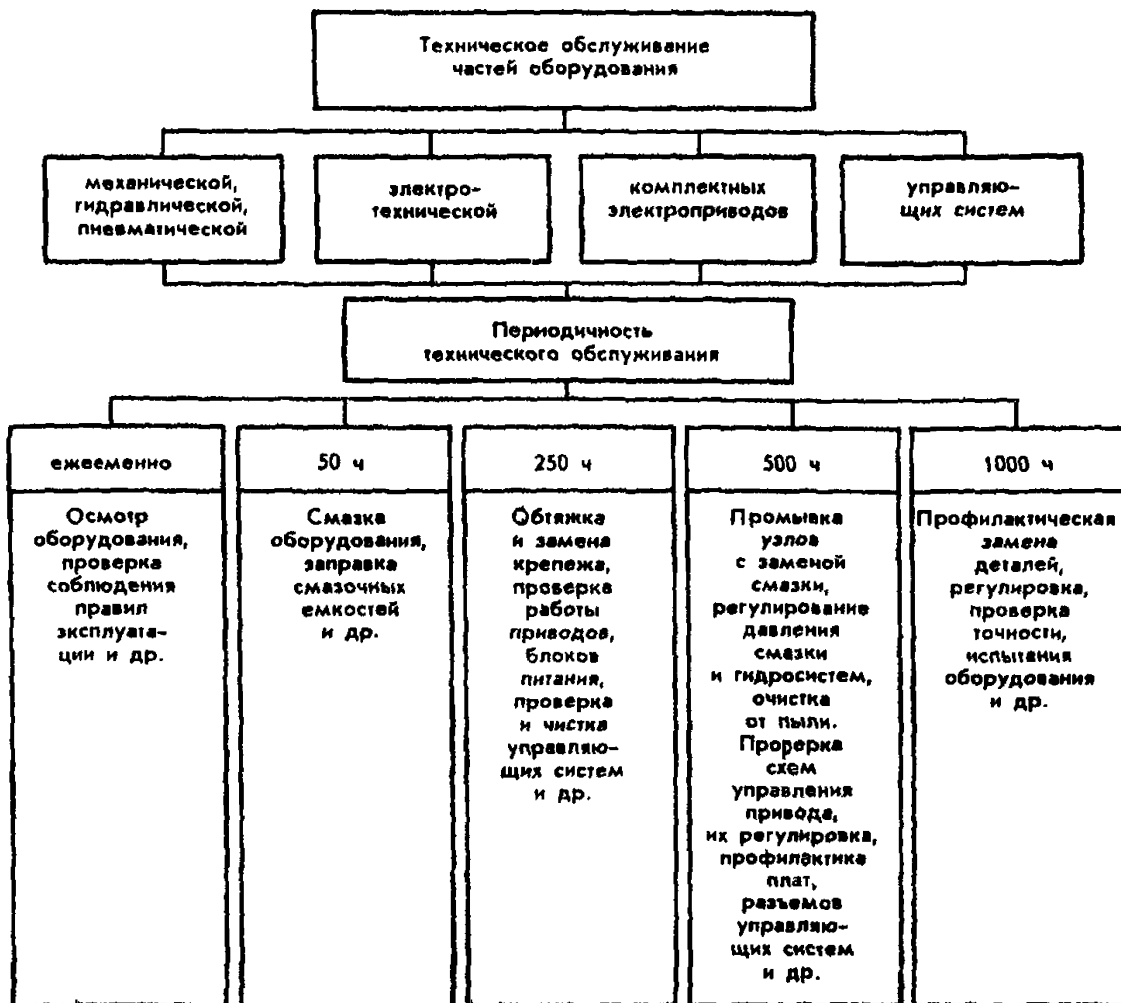 Техническое обслуживание
частей оборудования
механической,
гидравлической,
пневматической
электро-
технической
комплектных
электроприводов
управляю-
щих систем
Периодичность
технического обслуживания
ежееменно
Осмотр
оборудования,
проверка
соблюдения
правил
эксплуата-
ции и др.
50 ч
Смазка
оборудования,
заправка
смазочных
емкостей
и др.
250 ч
Обтяжка
и замена
крепежа,
проверка
работы
приводов,
блоков
питания,
проверка
и чистка
управляю-
щих систем
и др.
500 ч
Промывка
узлов
с заменой
смазки,
регулирование
давления
смазки
и гидросистем,
очистка
от пыли.
Прорерка
схем
управления
привода,
их регулировка,
профилактика
плат,
разъемов
управляю-
щих систем
и др.
1000 ч
Профилактическая
замена
деталей,
регулировка,
проверка
точности,
испытания
оборудования
и др.